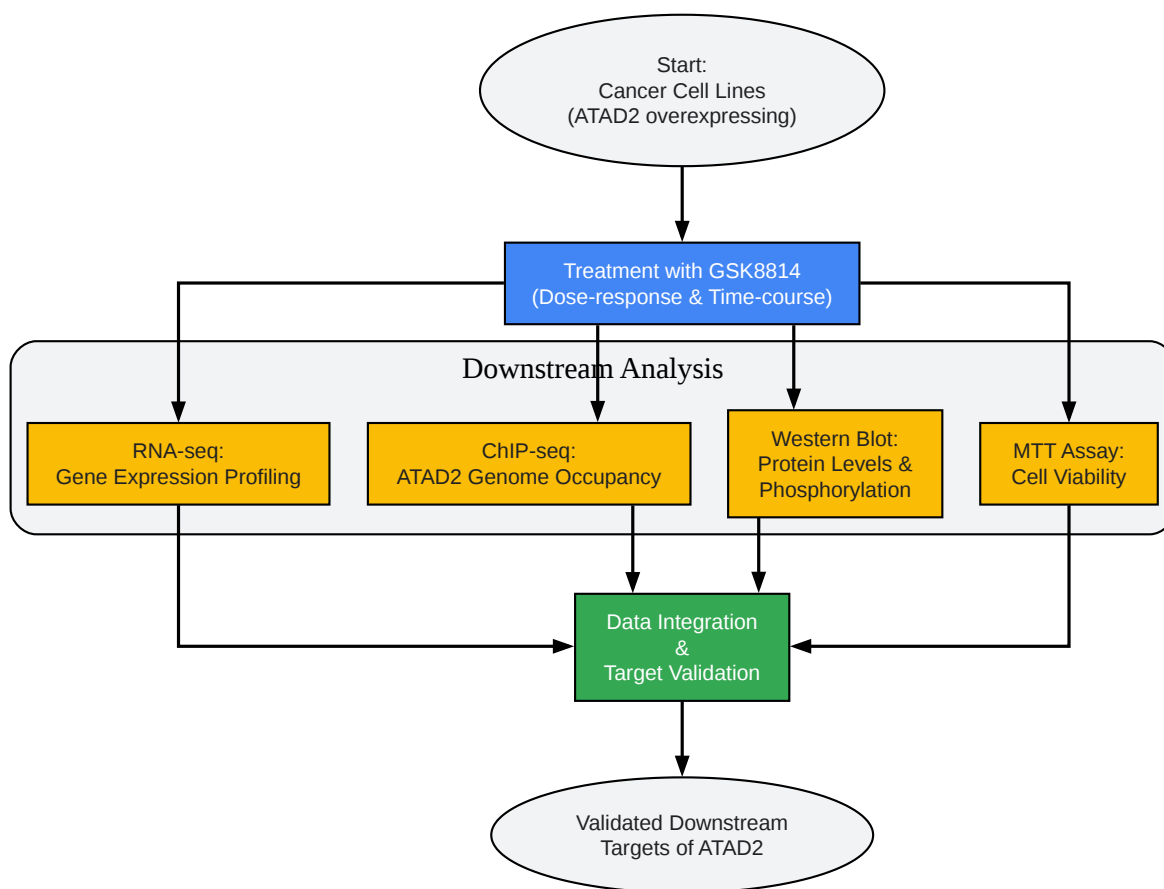 Start:
Cancer Cell Lines
(ATAD2 overexpressing)
Treatment with GSK8814
(Dose-response & Time-course)
Downstream Analysis
RNA-seq:
Gene Expression Profiling
ChIP-seq:
ATAD2 Genome Occupancy
Western Blot:
Protein Levels &
Phosphorylation
MTT Assay:
Cell Viability
Data Integration
&
Target Validation
Validated Downstream
Targets of ATAD2